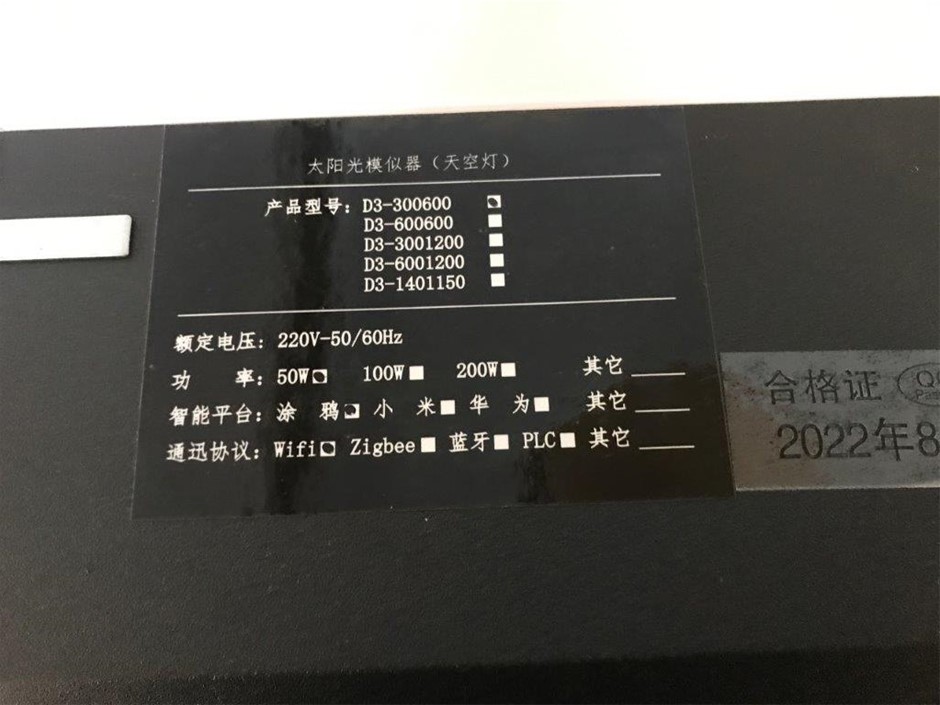 太阳光模似器（天空灯）
产品型号：D3-300600
D3-600600
D3-3001200
D3-6001200
D3-1401150
额定电压：220V-50/60Hz
功 率：50W 100W 200W 其它
智能平台：涂 鸦 小 米 华 为 其它
通迅协议：Wifi Zigbee 蓝牙 PLC 其它
合格证
2022年8